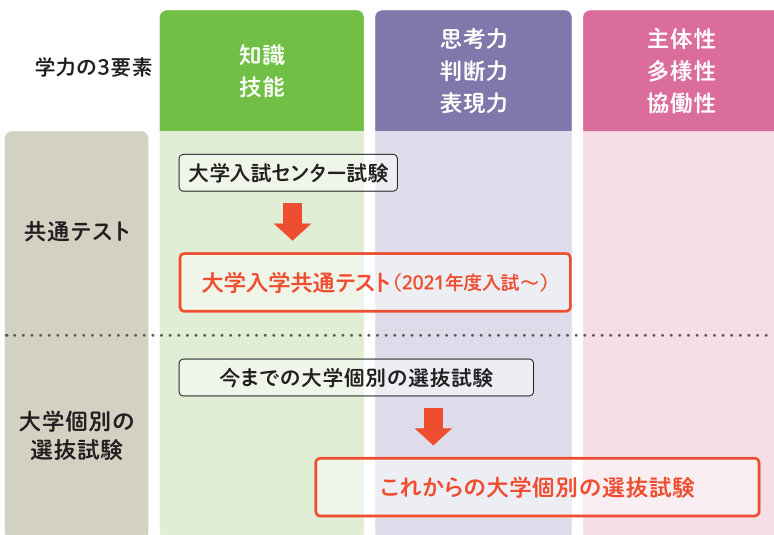 学力の3要素
知識
技能
思考力
判断力
表現力
主体性
多様性
協働性
共通テスト
大学入試センター試験
大学入学共通テスト（2021年度入試～）
大学個別の
選抜試験
今までの大学個別の選抜試験
これからの大学個別の選抜試験